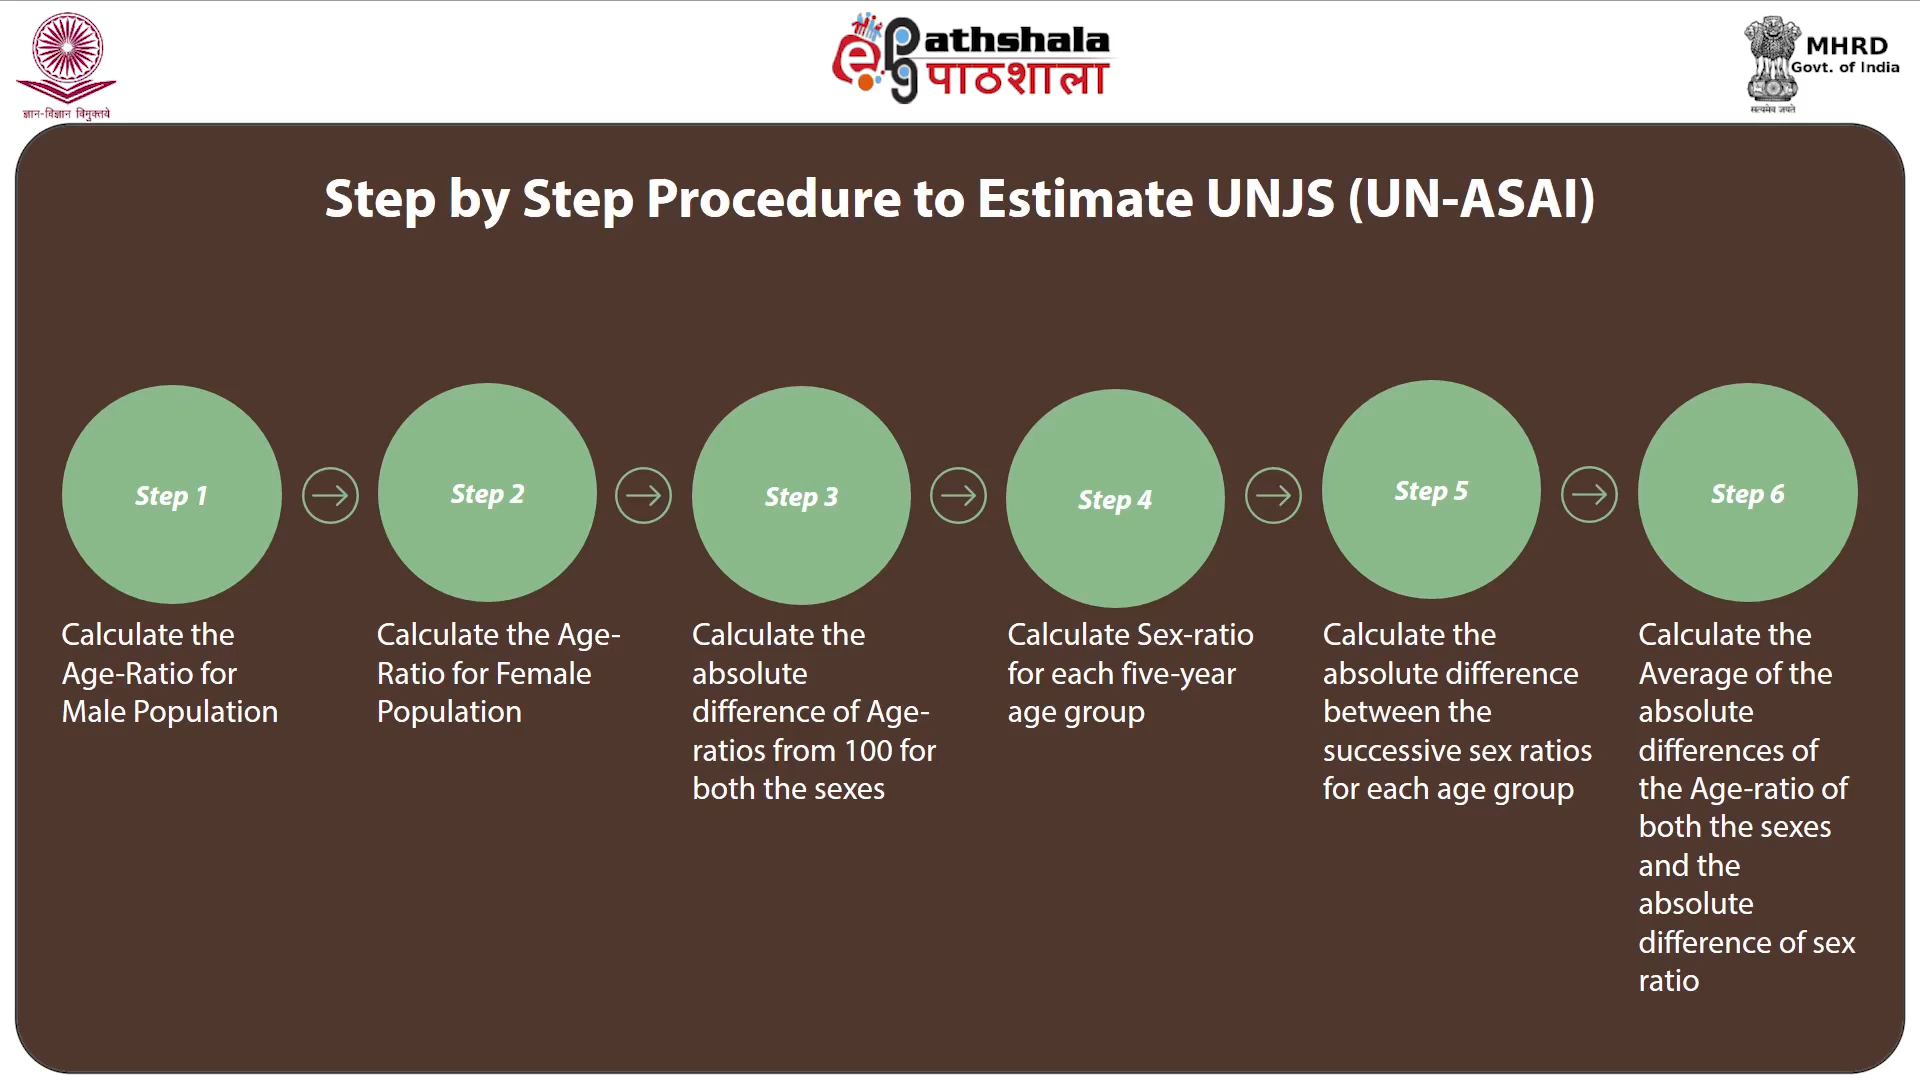 ज्ञान-विज्ञान विमुक्तये
ePg
athshala
पाठशाला
MHRD
Govt. of India
सत्यमेव जयते
Step by Step Procedure to Estimate UNJS (UN-ASAI)
Step 1
Step 2
Step 3
Step 4
Step 5
Step 6
Calculate the
Age-Ratio for
Male Population
Calculate the Age-
Ratio for Female
Population
Calculate the
absolute
difference of Age-
ratios from 100 for
both the sexes
Calculate Sex-ratio
for each five-year
age group
Calculate the
absolute difference
between the
successive sex ratios
for each age group
Calculate the
Average of the
absolute
differences of
the Age-ratio of
both the sexes
and the
absolute
difference of sex
ratio